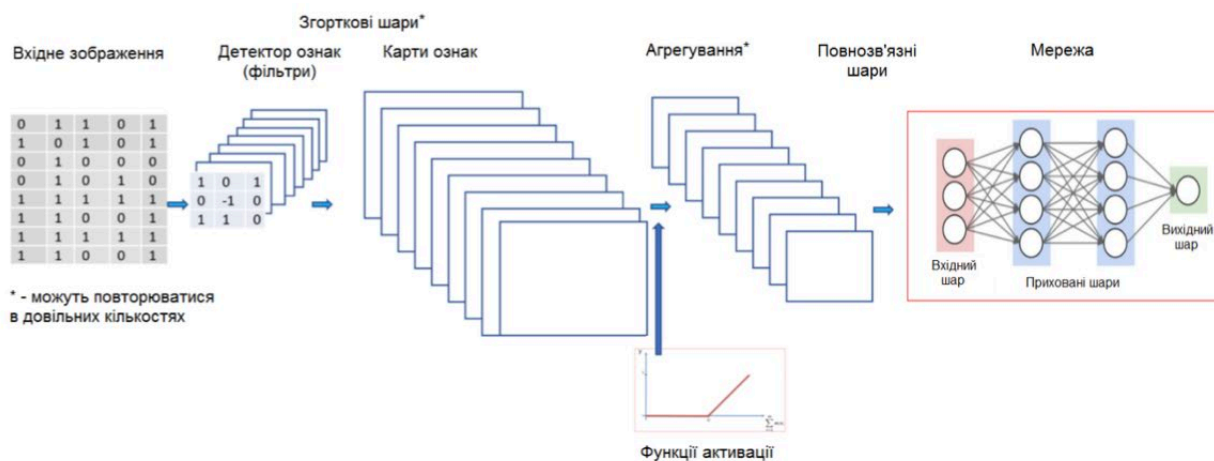 Згорткові шари*
Вхідне зображення
Детектор ознак
(фільтри)
Карти ознак
Агрегування*
Повнозв'язні
шари
Мережа
0 1 1 0 1
1 0 1 0 1
0 1 0 0 0
0 1 0 1 0
1 1 1 1 1
1 1 0 0 1
1 1 1 1 1
1 1 0 0 1
1 0 1
0 -1 0
1 1 0
* - можуть повторюватися
в довільних кількостях
Вхідний
шар
Приховані шари
Вихідний
шар
Функції активації